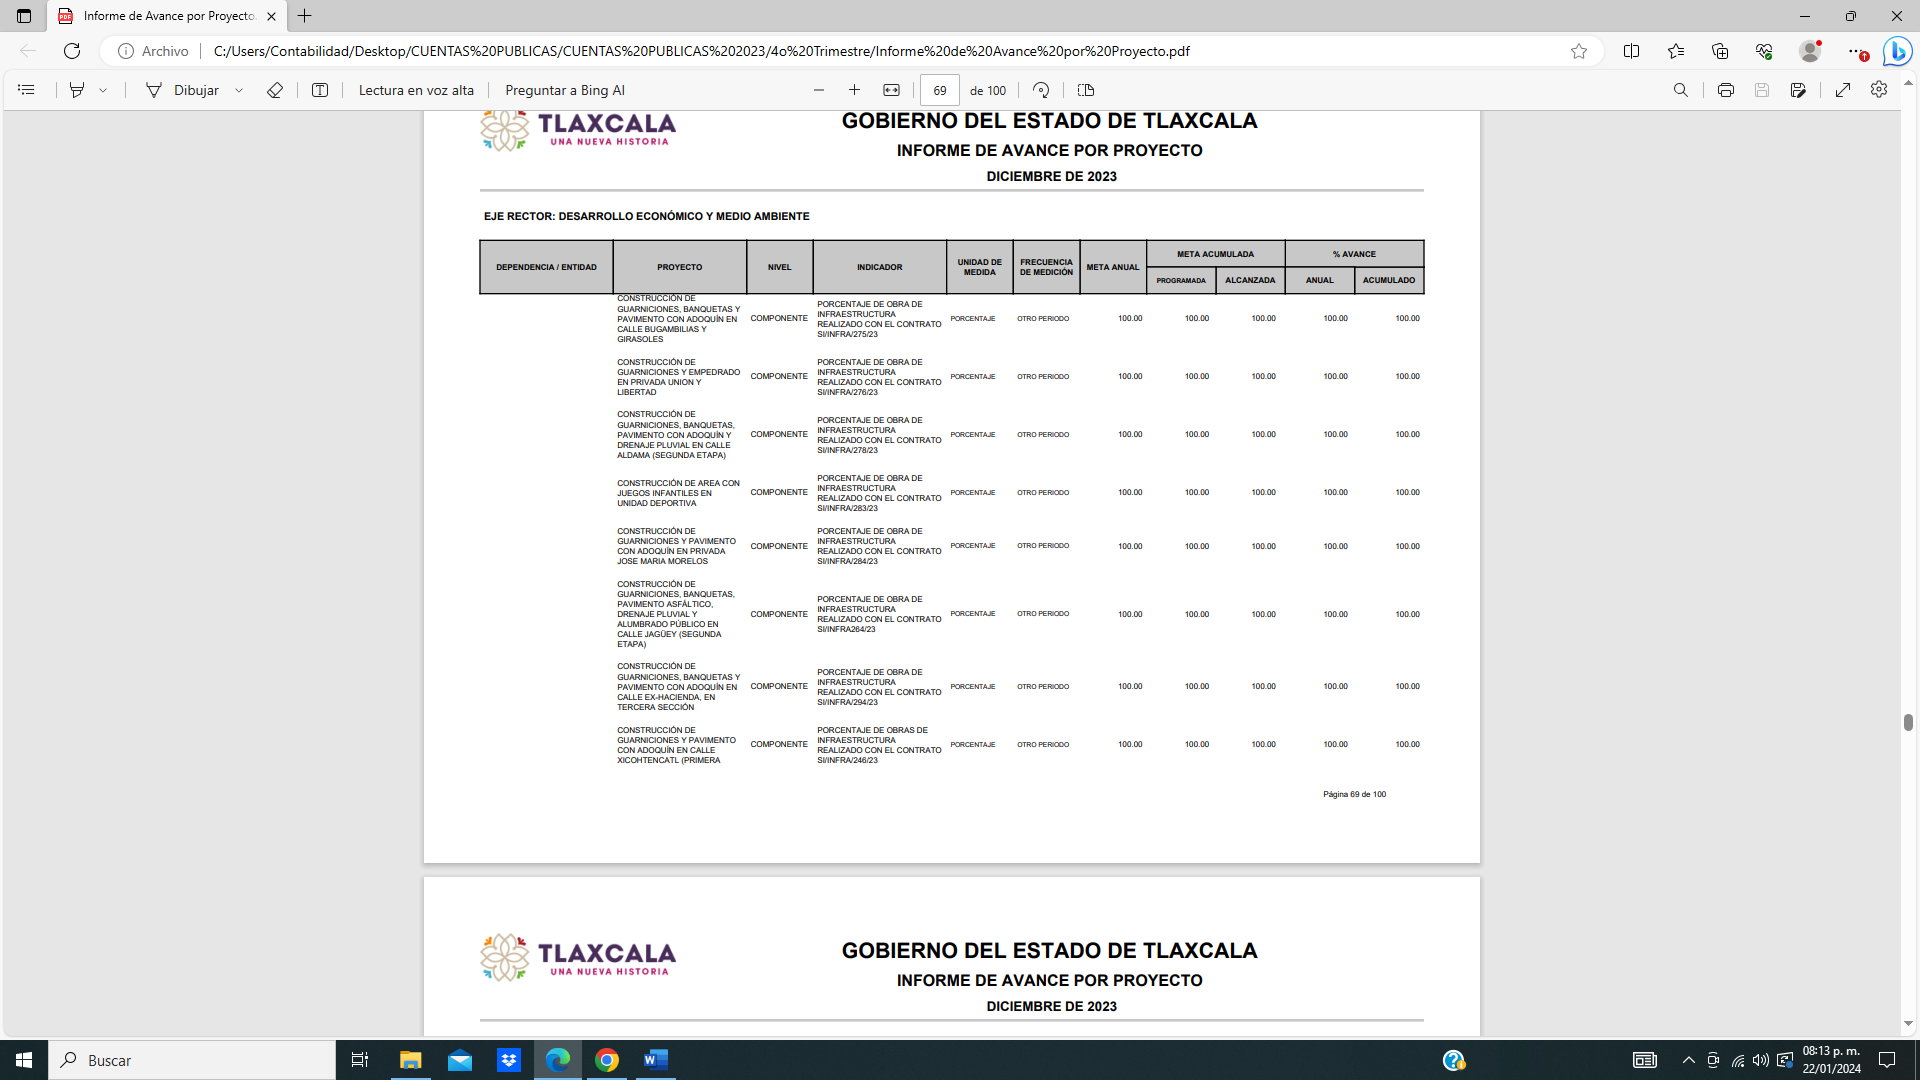 Informe de Avance por Proyecto.
Archivo
C:/Users/Contabilidad/Desktop/CUENTAS%20PUBLICAS/CUENTAS%20PUBLICAS%202023/4o%20Trimestre/Informe%20de%20Avance%20por%20Proyecto.pdf
Dibujar
Lectura en voz alta
Preguntar a Bing AI
69 de 100
TLAXCALA
UNA NUEVA HISTORIA
GOBIERNO DEL ESTADO DE TLAXCALA
INFORME DE AVANCE POR PROYECTO
DICIEMBRE DE 2023
EJE RECTOR: DESARROLLO ECONÓMICO Y MEDIO AMBIENTE
DEPENDENCIA / ENTIDAD
PROYECTO
NIVEL
INDICADOR
UNIDAD DE
MEDIDA
FRECUENCIA
DE MEDICIÓN
META ANUAL
META ACUMULADA
PROGRAMADA
ALCANZADA
% AVANCE
ANUAL
ACUMULADO
CONSTRUCCIÓN DE
GUARNICIONES, BANQUETAS Y
PAVIMENTO CON ADOQUÍN EN
CALLE BUGAMBILIAS Y
GIRASOLES
COMPONENTE
PORCENTAJE DE OBRA DE
INFRAESTRUCTURA
REALIZADO CON EL CONTRATO
SI/INFRA/275/23
PORCENTAJE
OTRO PERIODO
100.00 100.00 100.00 100.00 100.00
CONSTRUCCIÓN DE
GUARNICIONES Y EMPEDRADO
EN PRIVADA UNION Y
LIBERTAD
COMPONENTE
PORCENTAJE DE OBRA DE
INFRAESTRUCTURA
REALIZADO CON EL CONTRATO
SI/INFRA/276/23
PORCENTAJE
OTRO PERIODO
100.00 100.00 100.00 100.00 100.00
CONSTRUCCIÓN DE
GUARNICIONES, BANQUETAS,
PAVIMENTO CON ADOQUÍN Y
DRENAJE PLUVIAL EN CALLE
ALDAMA (SEGUNDA ETAPA)
COMPONENTE
PORCENTAJE DE OBRA DE
INFRAESTRUCTURA
REALIZADO CON EL CONTRATO
SI/INFRA/278/23
PORCENTAJE
OTRO PERIODO
100.00 100.00 100.00 100.00 100.00
CONSTRUCCIÓN DE AREA CON
JUEGOS INFANTILES EN
UNIDAD DEPORTIVA
COMPONENTE
PORCENTAJE DE OBRA DE
INFRAESTRUCTURA
REALIZADO CON EL CONTRATO
SI/INFRA/283/23
PORCENTAJE
OTRO PERIODO
100.00 100.00 100.00 100.00 100.00
CONSTRUCCIÓN DE
GUARNICIONES Y PAVIMENTO
CON ADOQUÍN EN PRIVADA
JOSE MARIA MORELOS
COMPONENTE
PORCENTAJE DE OBRA DE
INFRAESTRUCTURA
REALIZADO CON EL CONTRATO
SI/INFRA/284/23
PORCENTAJE
OTRO PERIODO
100.00 100.00 100.00 100.00 100.00
CONSTRUCCIÓN DE
GUARNICIONES, BANQUETAS,
PAVIMENTO ASFÁLTICO,
DRENAJE PLUVIAL Y
ALUMBRADO PÚBLICO EN
CALLE JAGÜEY (SEGUNDA
ETAPA)
COMPONENTE
PORCENTAJE DE OBRA DE
INFRAESTRUCTURA
REALIZADO CON EL CONTRATO
SI/INFRA264/23
PORCENTAJE
OTRO PERIODO
100.00 100.00 100.00 100.00 100.00
CONSTRUCCIÓN DE
GUARNICIONES, BANQUETAS Y
PAVIMENTO CON ADOQUÍN EN
CALLE EX-HACIENDA, EN
TERCERA SECCIÓN
COMPONENTE
PORCENTAJE DE OBRA DE
INFRAESTRUCTURA
REALIZADO CON EL CONTRATO
SI/INFRA/294/23
PORCENTAJE
OTRO PERIODO
100.00 100.00 100.00 100.00 100.00
CONSTRUCCIÓN DE
GUARNICIONES Y PAVIMENTO
CON ADOQUÍN EN CALLE
XICOHTENCATL (PRIMERA
COMPONENTE
PORCENTAJE DE OBRAS DE
INFRAESTRUCTURA
REALIZADO CON EL CONTRATO
SI/INFRA/246/23
PORCENTAJE
OTRO PERIODO
100.00 100.00 100.00 100.00 100.00
Página 69 de 100
TLAXCALA
UNA NUEVA HISTORIA
GOBIERNO DEL ESTADO DE TLAXCALA
INFORME DE AVANCE POR PROYECTO
DICIEMBRE DE 2023
Buscar
08:13 p. m.
22/01/2024